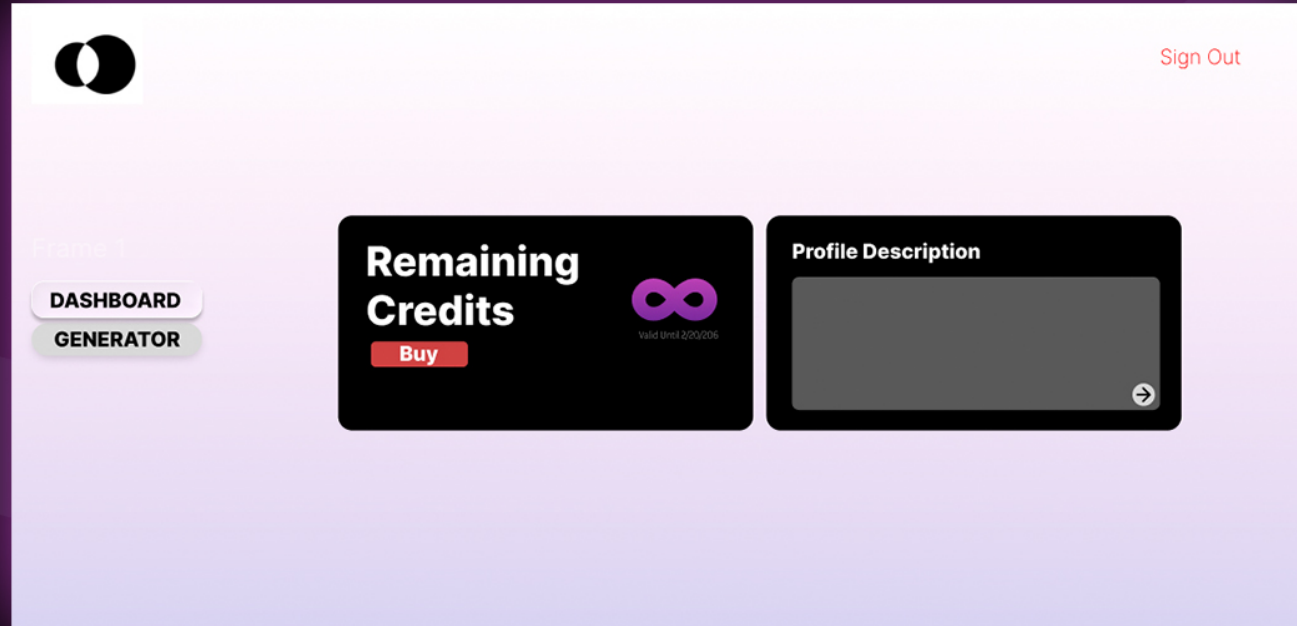 Sign Out
Frame 1
DASHBOARD
GENERATOR
Remaining
Credits
Buy
Valid Until 2/20/206
Profile Description